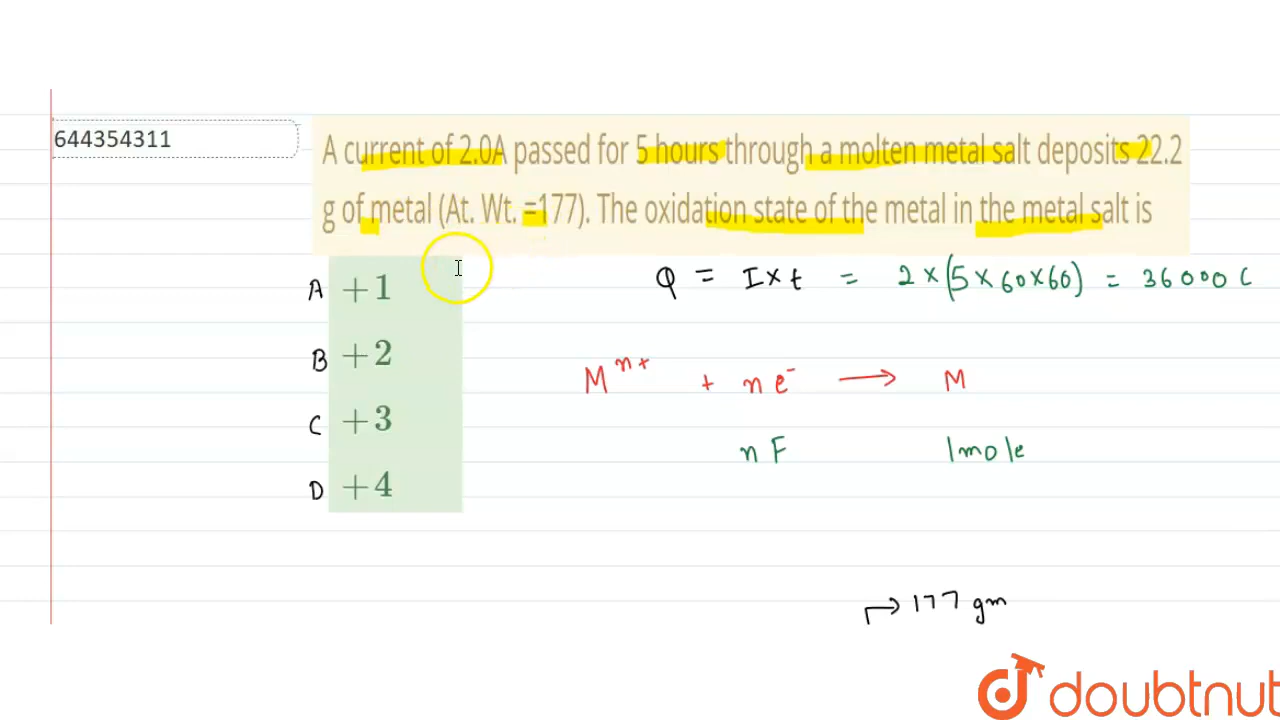 644354311
A current of 2.0A passed for 5 hours through a molten metal salt deposits 22.2
g of metal (At. Wt. =177). The oxidation state of the metal in the metal salt is
A +1
Q = I×t = 2×(5×60×60) = 36000 C
B +2
M^n+ + n e⁻ → M
C +3
n F 1mole
D +4
→ 177 gm
doubtnut